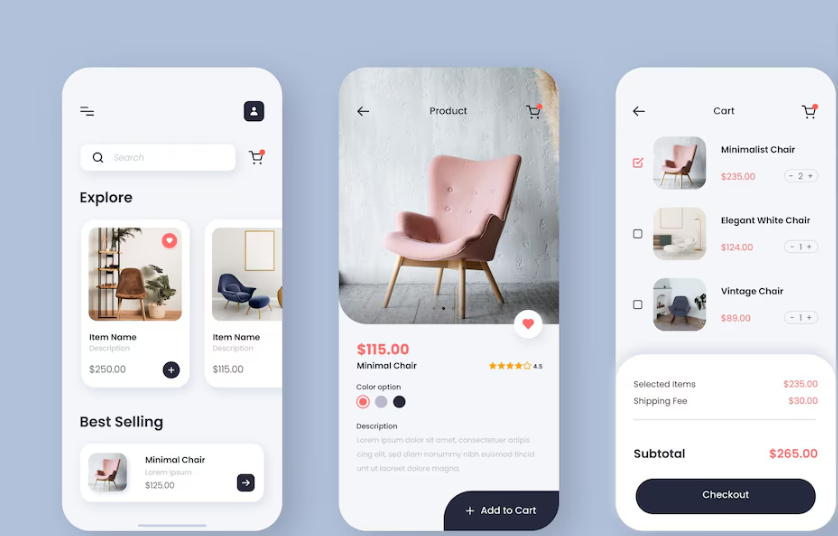 Search
Explore
Item Name
Description
$250.00
Item Name
Description
$115.00
Best Selling
Minimal Chair
Lorem Ipsum
$125.00
Product
$115.00
Minimal Chair
4.5
Color option
Description
Lorem ipsum dolor sit amet, consectetuer adipis
cing elit, sed diam nonummy nibh euismod tincid
unt ut laoreet dolore magna.
+ Add to Cart
Cart
Minimalist Chair
$235.00
- 2 +
Elegant White Chair
$124.00
- 1 +
Vintage Chair
$89.00
- 1 +
Selected Items $235.00
Shipping Fee $30.00
Subtotal $265.00
Checkout